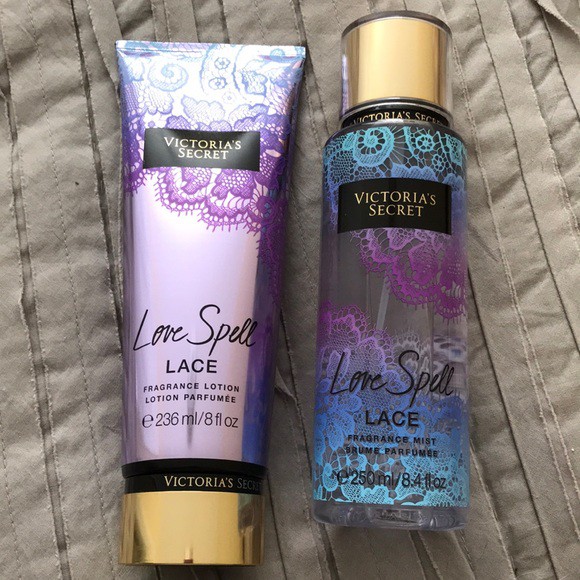 VICTORIA'S
SECRET
Love Spell
LACE
FRAGRANCE LOTION
LOTION PARFUMÉE
e 236 ml/8 fl oz
VICTORIA'S SECRET
VICTORIA'S
VICTORIA'S
SECRET
Love Spell
LACE
FRAGRANCE MIST
BRUME PARFUMÉE
e 250 ml/8.4 fl oz